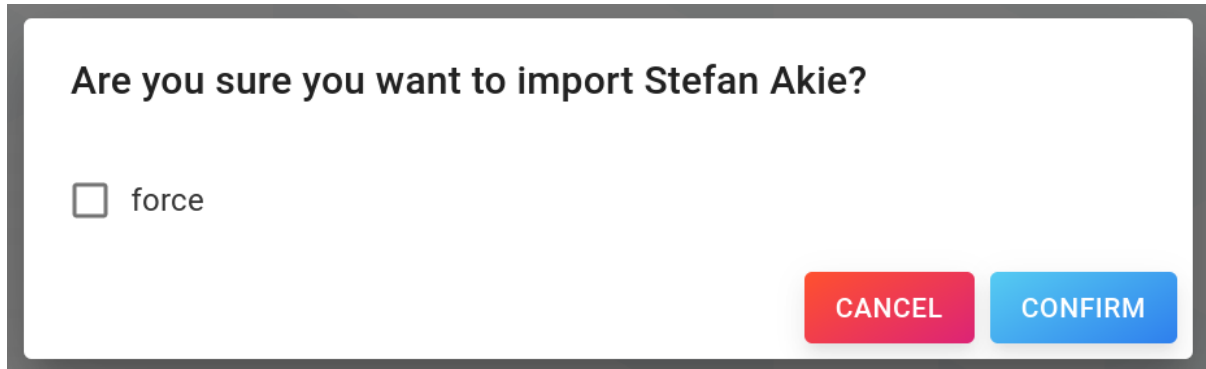 Are you sure you want to import Stefan Akie?
force
CANCEL CONFIRM